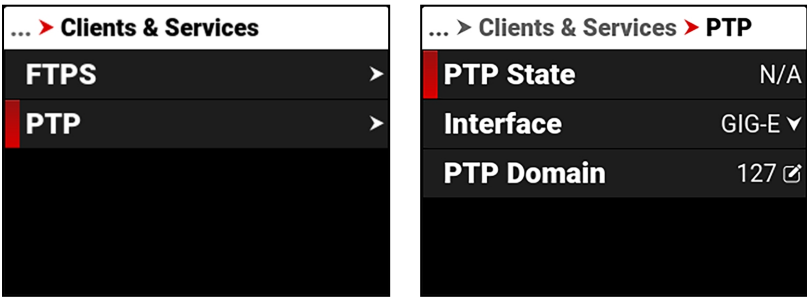 ... > Clients & Services
FTPS
PTP
... > Clients & Services > PTP
PTP State N/A
Interface GIG-E
PTP Domain 127